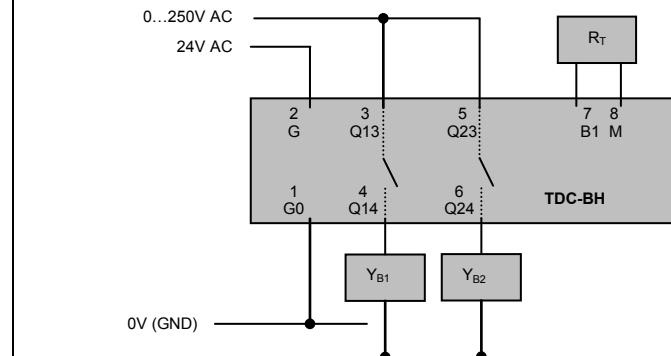 0…250V AC
24V AC
R_T
2 3 5 7 8
G Q13 Q23 B1 M
1 4 6
G0 Q14 Q24
TDC-BH
Y_B1 Y_B2
0V (GND)